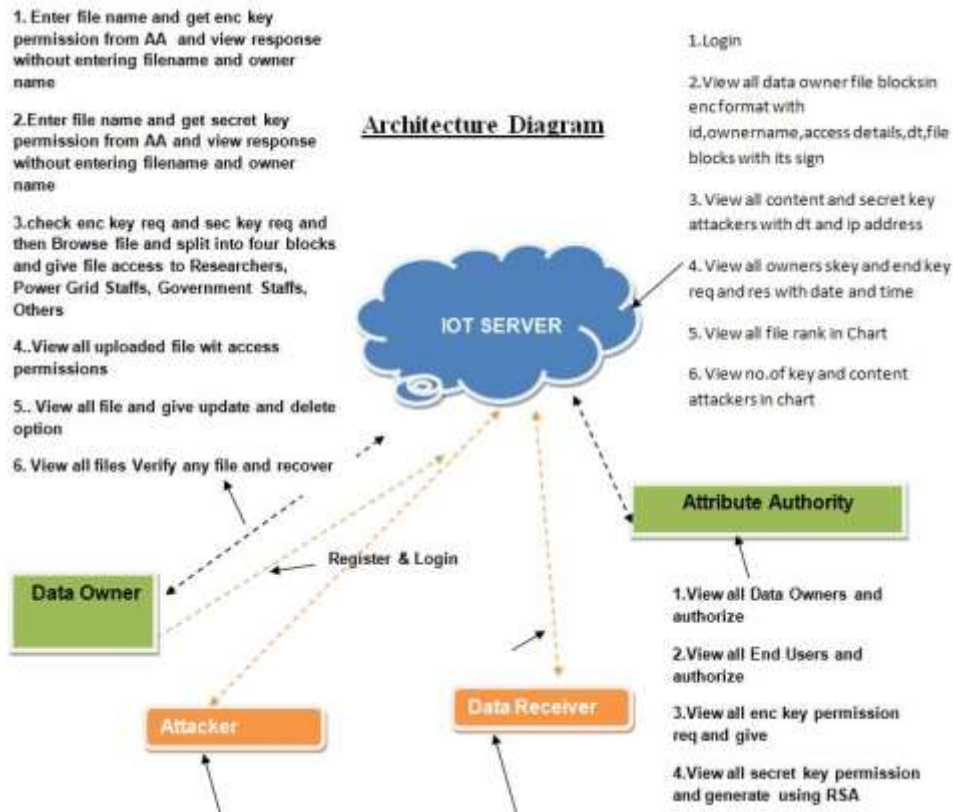 1. Enter file name and get enc key
permission from AA and view response
without entering filename and owner
name
2.Enter file name and get secret key
permission from AA and view response
without entering filename and owner
name
3.check enc key req and sec key req and
then Browse file and split into four blocks
and give file access to Researchers,
Power Grid Staffs, Government Staffs,
Others
4..View all uploaded file wit access
permissions
5.. View all file and give update and delete
option
6. View all files Verify any file and recover
Architecture Diagram
1.Login
2.View all data owner file blocksin
enc format with
id,ownername,access details,dt,file
blocks with its sign
3. View all content and secret key
attackers with dt and ip address
4. View all owners skey and end key
req and res with date and time
5. View all file rank in Chart
6. View no.of key and content
attackers in chart
IOT SERVER
Attribute Authority
Register & Login
Data Owner
1.View all Data Owners and
authorize
2.View all End Users and
authorize
3.View all enc key permission
req and give
4.View all secret key permission
and generate using RSA
Attacker
Data Receiver